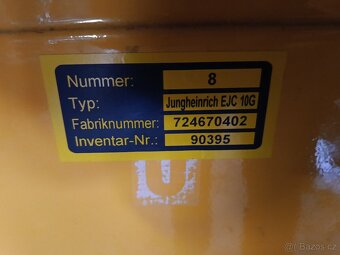 Nummer: 8
Typ: Jungheinrich EJC 10G
Fabriknummer: 724670402
Inventar-Nr.: 90395
U
© Bazos.cz